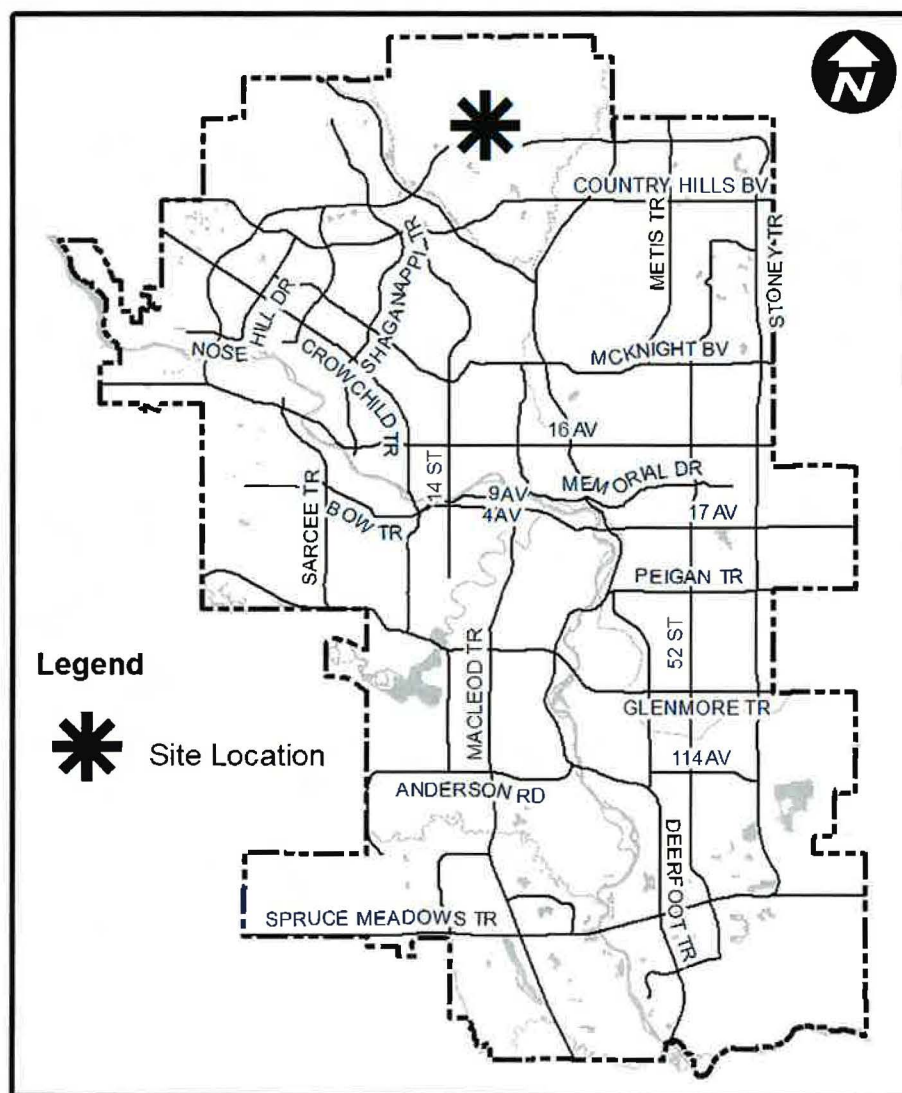 N
COUNTRY HILLS BV
METIS TR
STONEY TR
SHAGANAPPI TR
NOSE HILL DR
CROWCHILD TR
MCKNIGHT BV
16 AV
14 ST
MEMORIAL DR
9 AV
4 AV
17 AV
SARCEE TR
BOW TR
PEIGAN TR
52 ST
Legend
MACLEOD TR
GLENMORE TR
Site Location
114 AV
ANDERSON RD
DEERFOOT TR
SPRUCE MEADOWS TR